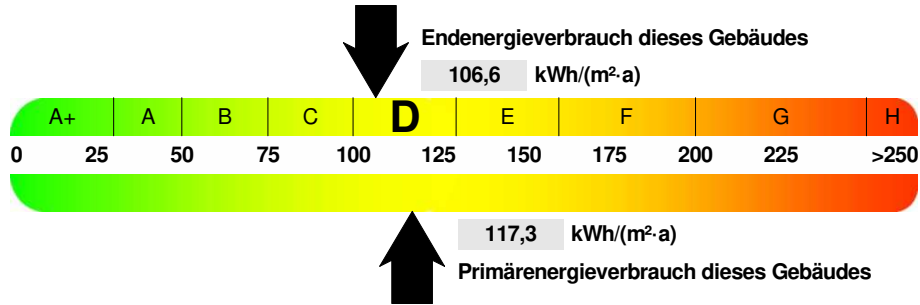 Endenergieverbrauch dieses Gebäudes
106,6 kWh/(m²·a)
A+ A B C D E F G H
0 25 50 75 100 125 150 175 200 225 >250
117,3 kWh/(m²·a)
Primärenergieverbrauch dieses Gebäudes